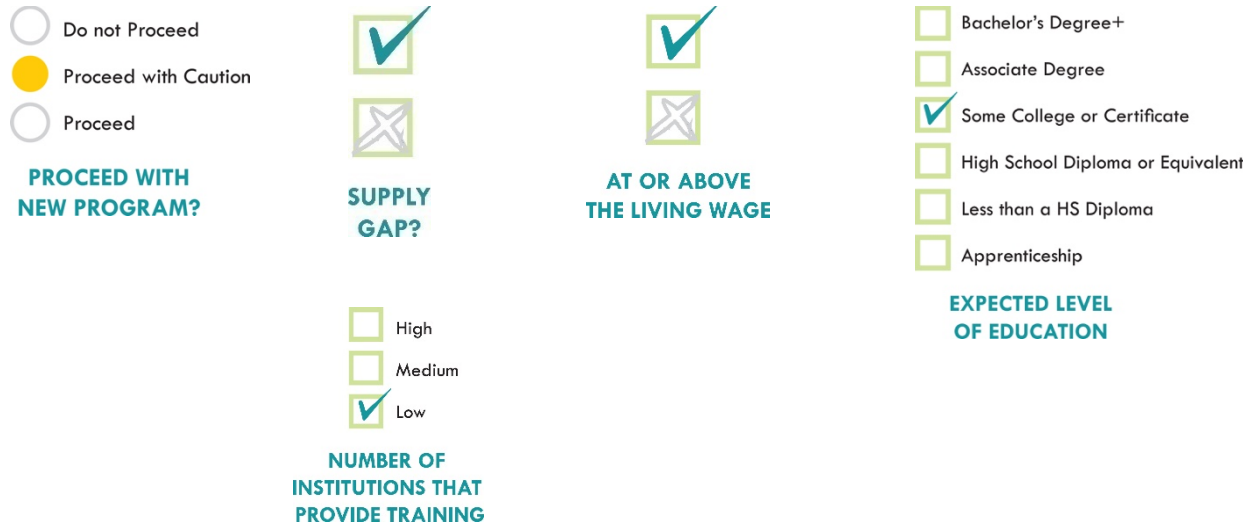 Do not Proceed
Proceed with Caution
Proceed
PROCEED WITH
NEW PROGRAM?
SUPPLY
GAP?
AT OR ABOVE
THE LIVING WAGE
Bachelor's Degree+
Associate Degree
Some College or Certificate
High School Diploma or Equivalent
Less than a HS Diploma
Apprenticeship
EXPECTED LEVEL
OF EDUCATION
High
Medium
Low
NUMBER OF
INSTITUTIONS THAT
PROVIDE TRAINING